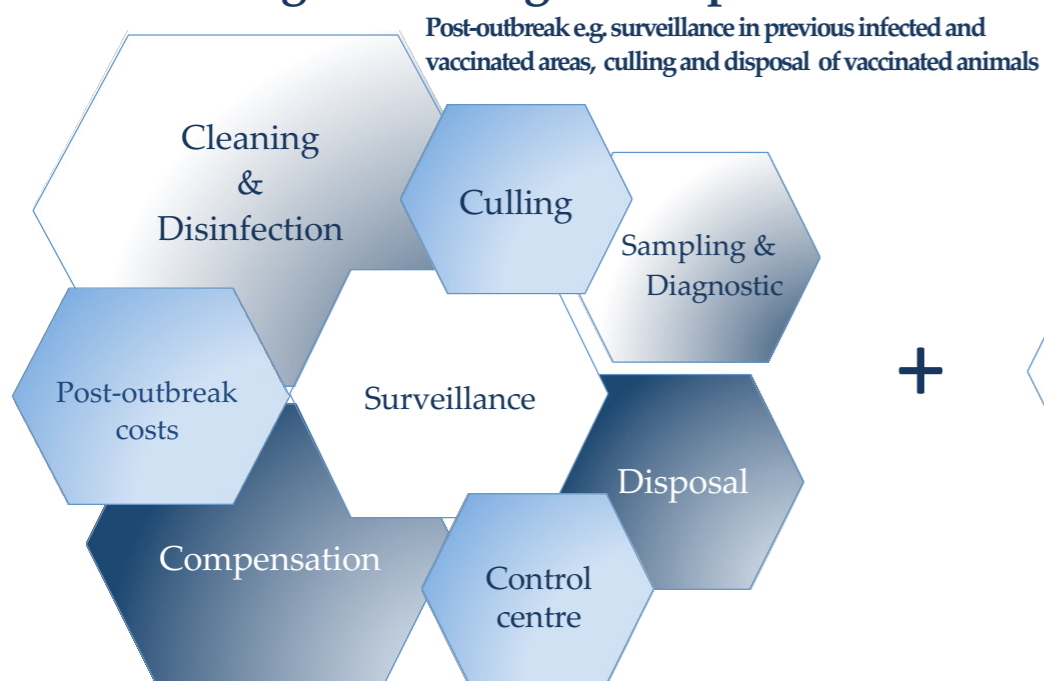 Post-outbreak e.g. surveillance in previous infected and
vaccinated areas, culling and disposal of vaccinated animals
Cleaning
&
Disinfection
Culling
Sampling &
Diagnostic
Post-outbreak
costs
Surveillance
+
Disposal
Compensation
Control
centre